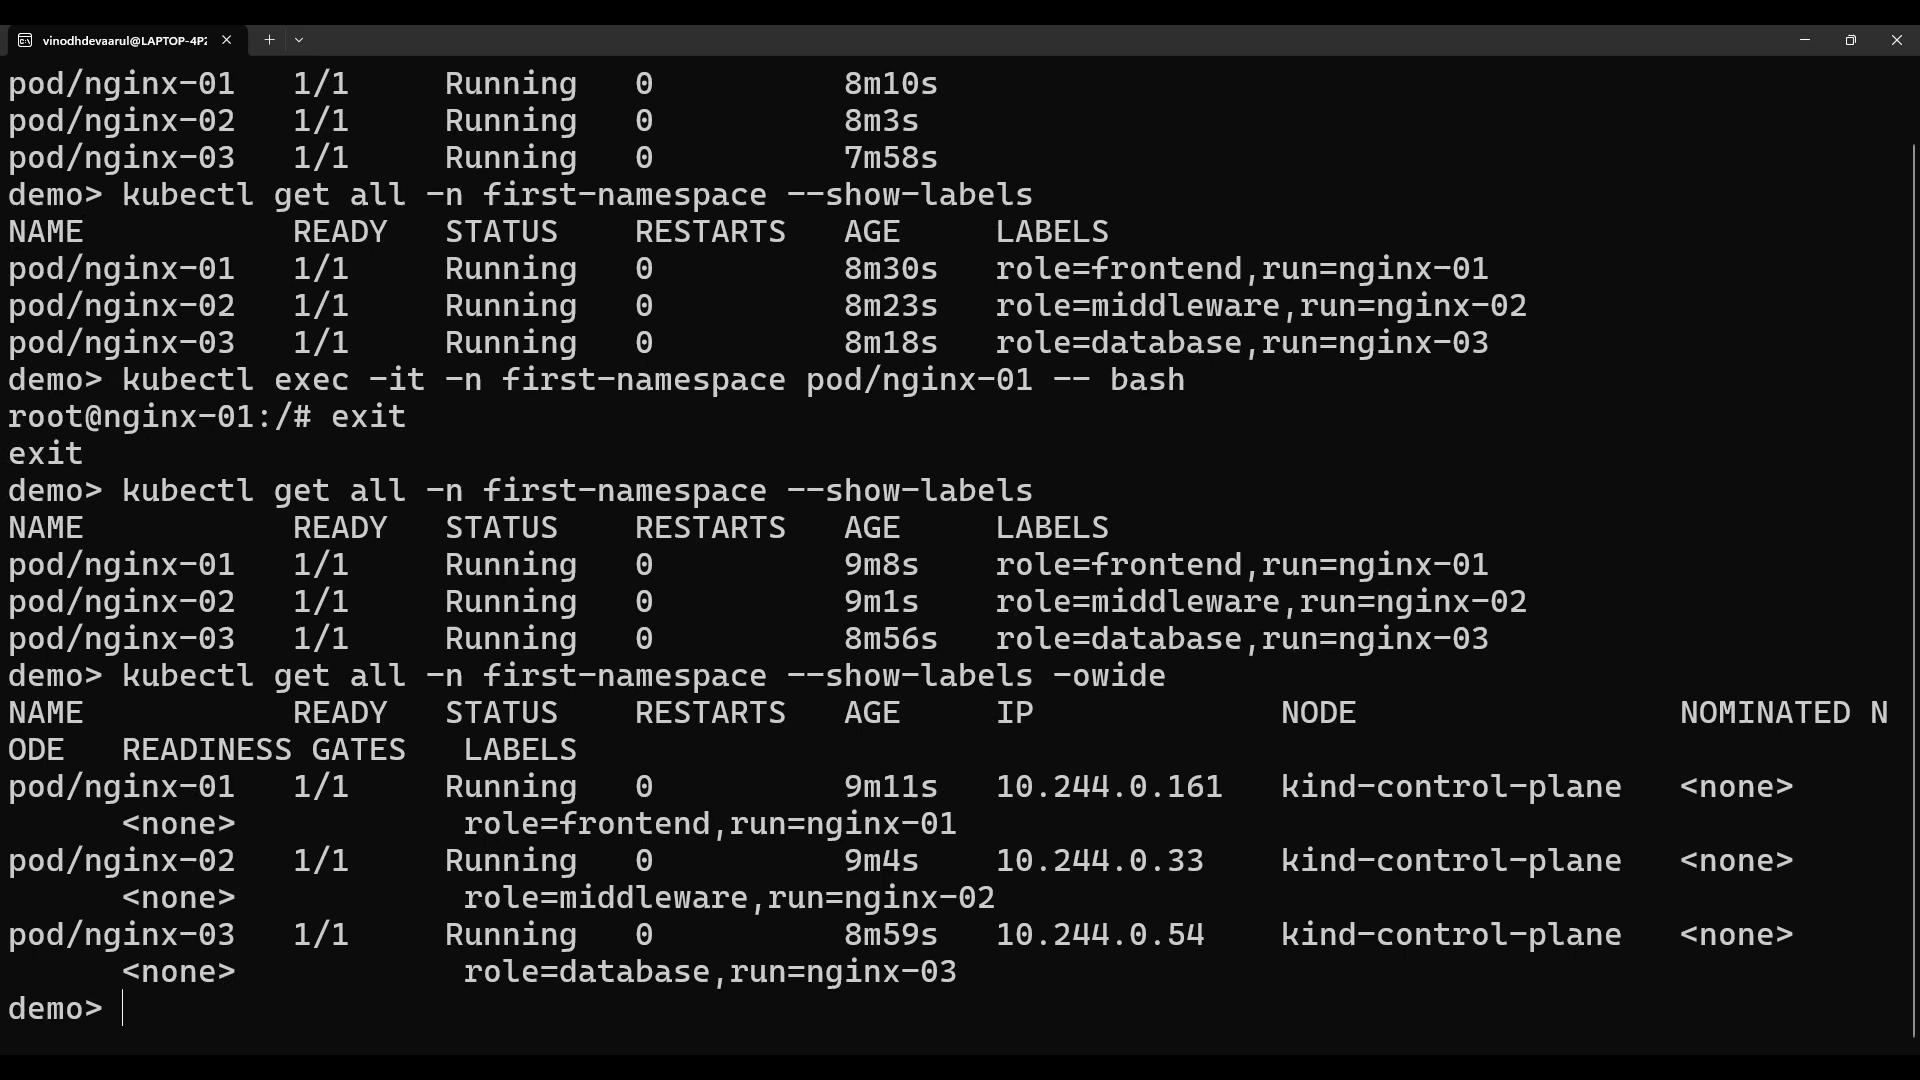 vinodhdevaarul@LAPTOP-4P2
pod/nginx-01   1/1     Running   0          8m10s
pod/nginx-02   1/1     Running   0          8m3s
pod/nginx-03   1/1     Running   0          7m58s
demo> kubectl get all -n first-namespace --show-labels
NAME           READY   STATUS    RESTARTS   AGE     LABELS
pod/nginx-01   1/1     Running   0          8m30s   role=frontend,run=nginx-01
pod/nginx-02   1/1     Running   0          8m23s   role=middleware,run=nginx-02
pod/nginx-03   1/1     Running   0          8m18s   role=database,run=nginx-03
demo> kubectl exec -it -n first-namespace pod/nginx-01 -- bash
root@nginx-01:/# exit
exit
demo> kubectl get all -n first-namespace --show-labels
NAME           READY   STATUS    RESTARTS   AGE     LABELS
pod/nginx-01   1/1     Running   0          9m8s    role=frontend,run=nginx-01
pod/nginx-02   1/1     Running   0          9m1s    role=middleware,run=nginx-02
pod/nginx-03   1/1     Running   0          8m56s   role=database,run=nginx-03
demo> kubectl get all -n first-namespace --show-labels -owide
NAME           READY   STATUS    RESTARTS   AGE     IP             NODE                 NOMINATED N
ODE   READINESS GATES   LABELS
pod/nginx-01   1/1     Running   0          9m11s   10.244.0.161   kind-control-plane   <none>
      <none>            role=frontend,run=nginx-01
pod/nginx-02   1/1     Running   0          9m4s    10.244.0.33    kind-control-plane   <none>
      <none>            role=middleware,run=nginx-02
pod/nginx-03   1/1     Running   0          8m59s   10.244.0.54    kind-control-plane   <none>
      <none>            role=database,run=nginx-03
demo>